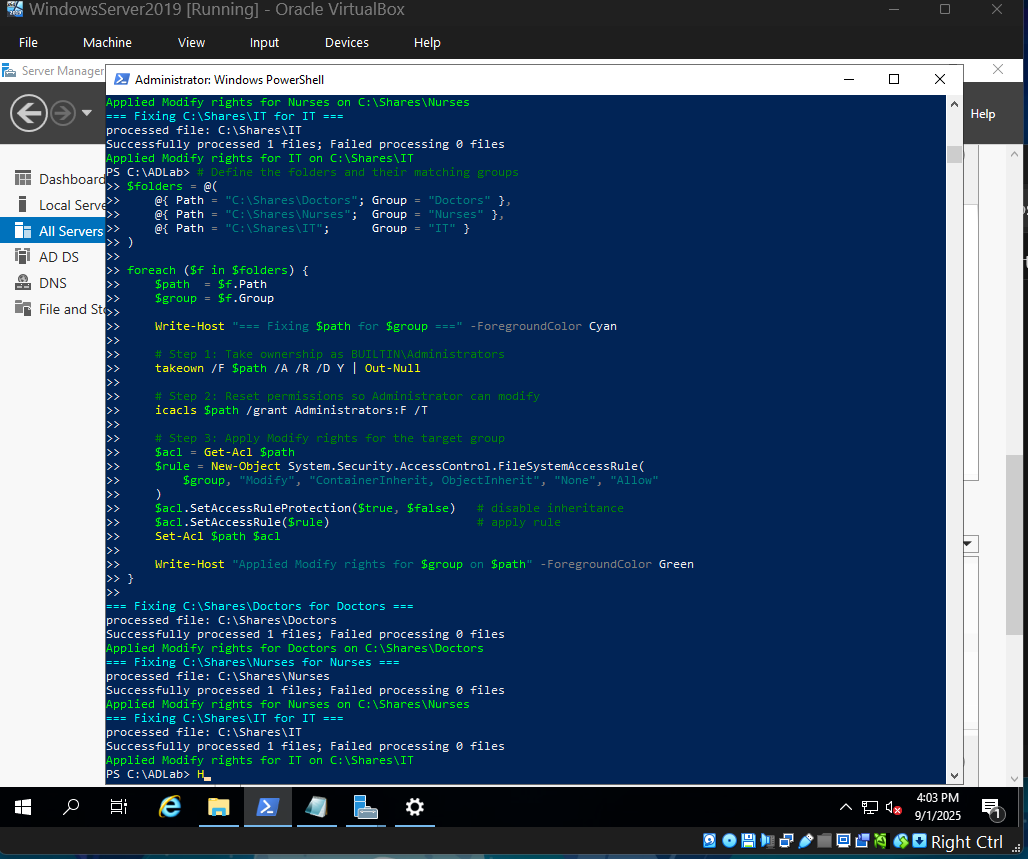 WindowsServer2019 [Running] - Oracle VirtualBox
File Machine View Input Devices Help
Server Manager
Administrator: Windows PowerShell
Help
Dashboard
Local Serve
All Servers
AD DS
DNS
File and Sto
Applied Modify rights for Nurses on C:\Shares\Nurses
=== Fixing C:\Shares\IT for IT ===
processed file: C:\Shares\IT
Successfully processed 1 files; Failed processing 0 files
Applied Modify rights for IT on C:\Shares\IT
PS C:\ADLab> # Define the folders and their matching groups
>> $folders = @(
>>     @{ Path = "C:\Shares\Doctors"; Group = "Doctors" },
>>     @{ Path = "C:\Shares\Nurses";  Group = "Nurses" },
>>     @{ Path = "C:\Shares\IT";      Group = "IT" }
>> )
>>
>> foreach ($f in $folders) {
>>     $path  = $f.Path
>>     $group = $f.Group
>>
>>     Write-Host "=== Fixing $path for $group ===" -ForegroundColor Cyan
>>
>>     # Step 1: Take ownership as BUILTIN\Administrators
>>     takeown /F $path /A /R /D Y | Out-Null
>>
>>     # Step 2: Reset permissions so Administrator can modify
>>     icacls $path /grant Administrators:F /T
>>
>>     # Step 3: Apply Modify rights for the target group
>>     $acl = Get-Acl $path
>>     $rule = New-Object System.Security.AccessControl.FileSystemAccessRule(
>>         $group, "Modify", "ContainerInherit, ObjectInherit", "None", "Allow"
>>     )
>>     $acl.SetAccessRuleProtection($true, $false)   # disable inheritance
>>     $acl.SetAccessRule($rule)                     # apply rule
>>     Set-Acl $path $acl
>>
>>     Write-Host "Applied Modify rights for $group on $path" -ForegroundColor Green
>> }
>>
=== Fixing C:\Shares\Doctors for Doctors ===
processed file: C:\Shares\Doctors
Successfully processed 1 files; Failed processing 0 files
Applied Modify rights for Doctors on C:\Shares\Doctors
=== Fixing C:\Shares\Nurses for Nurses ===
processed file: C:\Shares\Nurses
Successfully processed 1 files; Failed processing 0 files
Applied Modify rights for Nurses on C:\Shares\Nurses
=== Fixing C:\Shares\IT for IT ===
processed file: C:\Shares\IT
Successfully processed 1 files; Failed processing 0 files
Applied Modify rights for IT on C:\Shares\IT
PS C:\ADLab> H_
4:03 PM
9/1/2025
1
Right Ctrl